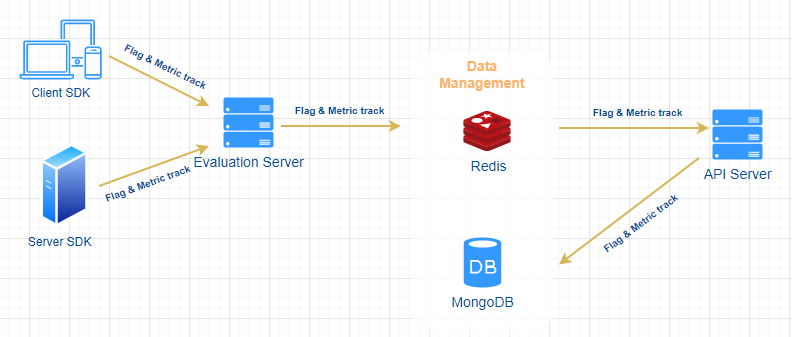 Flag & Metric track
Client SDK
Flag & Metric track
Server SDK
Evaluation Server
Flag & Metric track
Data
Management
Redis
MongoDB
DB
Flag & Metric track
API Server
Flag & Metric track